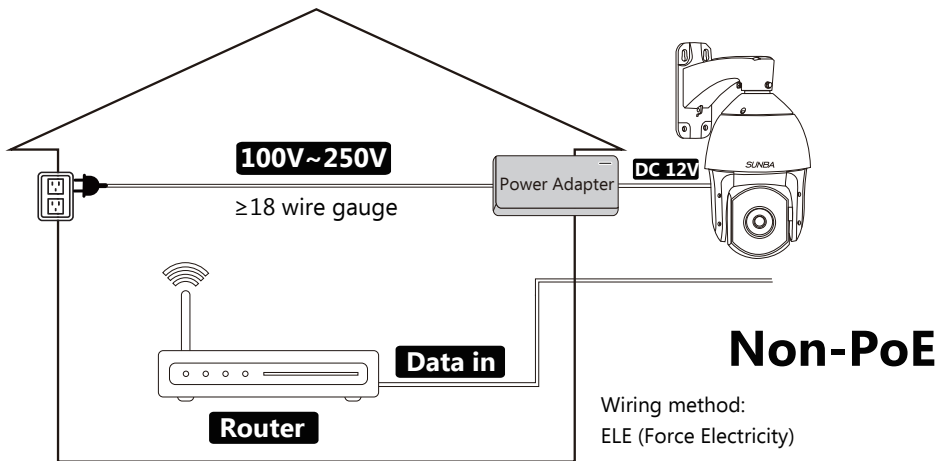 100V~250V
≥18 wire gauge
Power Adapter
DC 12V
SUNBA
Data in
Router
Non-PoE
Wiring method:
ELE (Force Electricity)